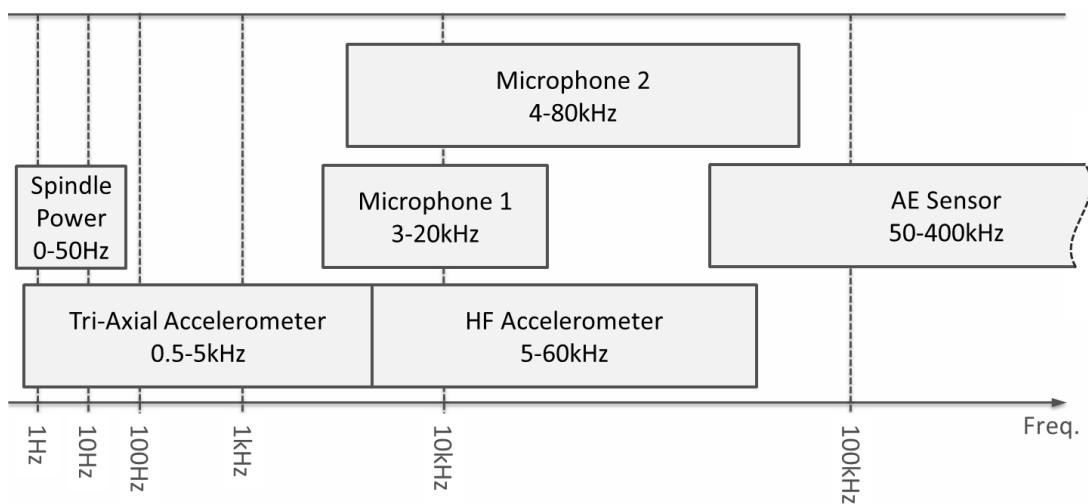 Microphone 2
4-80kHz
Spindle
Power
0-50Hz
Microphone 1
3-20kHz
AE Sensor
50-400kHz
Tri-Axial Accelerometer
0.5-5kHz
HF Accelerometer
5-60kHz
1Hz
10Hz
100Hz
1kHz
10kHz
100kHz
Freq.